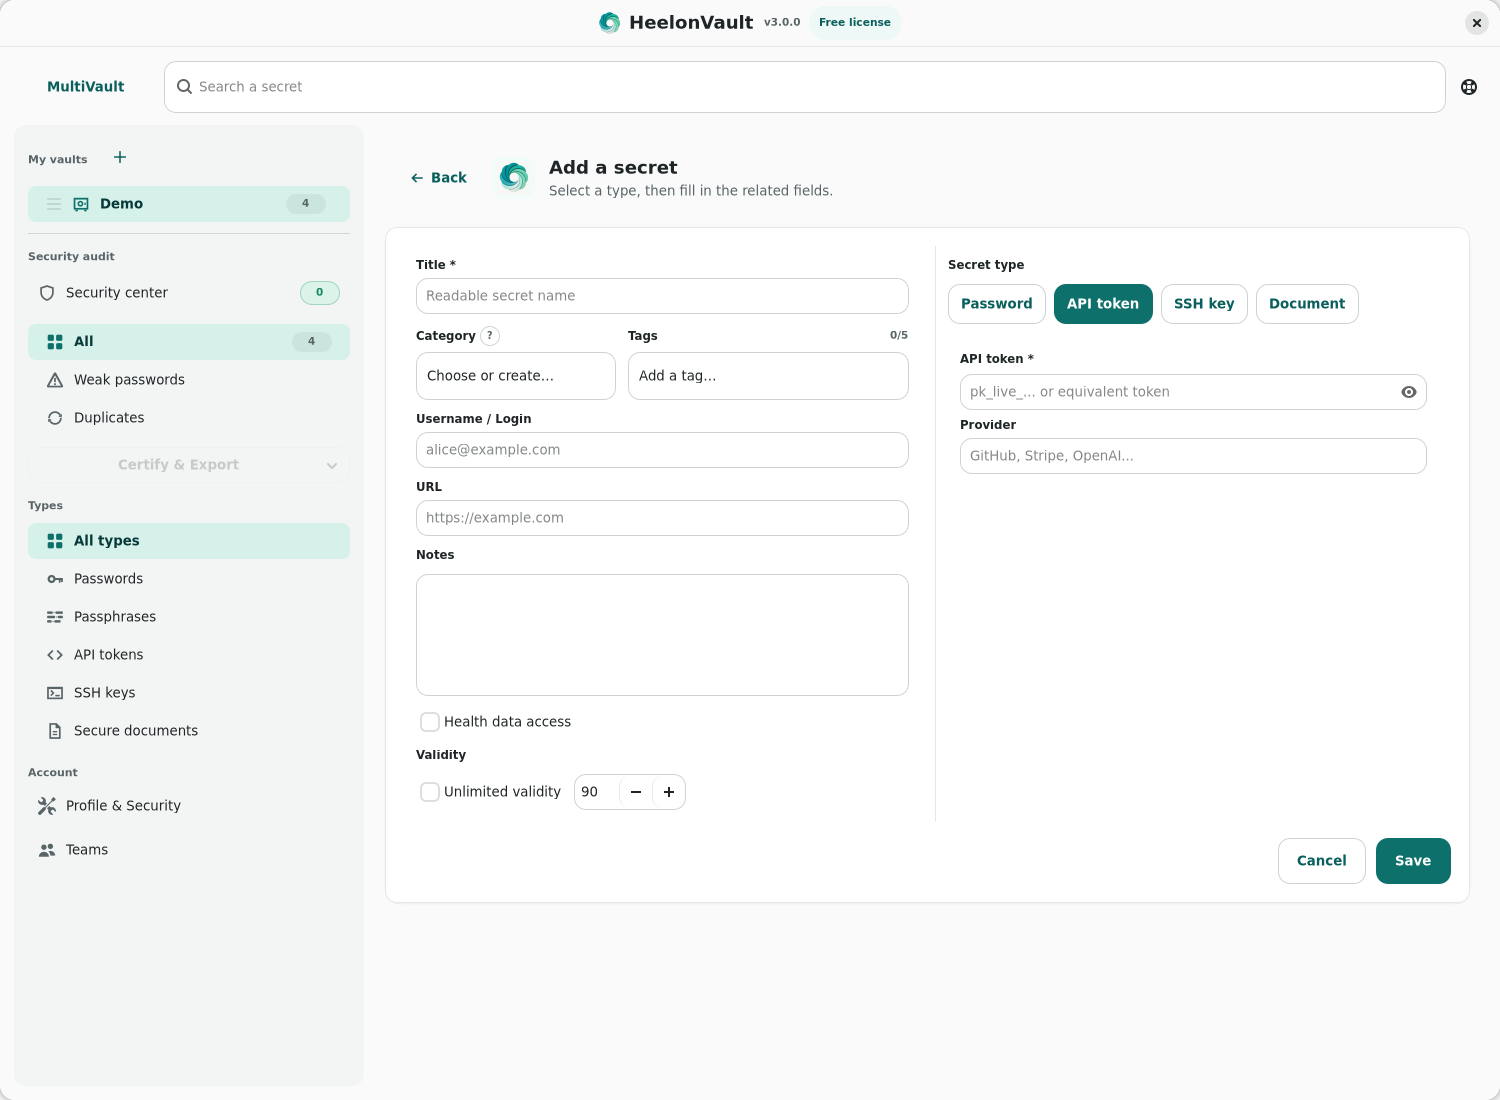 HeelonVault v3.0.0 Free license
MultiVault
Search a secret
My vaults
Demo 4
Security audit
Security center 0
All 4
Weak passwords
Duplicates
Certify & Export
Types
All types
Passwords
Passphrases
API tokens
SSH keys
Secure documents
Account
Profile & Security
Teams
Back
Add a secret
Select a type, then fill in the related fields.
Title *
Readable secret name
Category ? Tags 0/5
Choose or create... Add a tag...
Username / Login
alice@example.com
URL
https://example.com
Notes
Health data access
Validity
Unlimited validity 90
Secret type
Password API token SSH key Document
API token *
pk_live_... or equivalent token
Provider
GitHub, Stripe, OpenAI...
Cancel Save